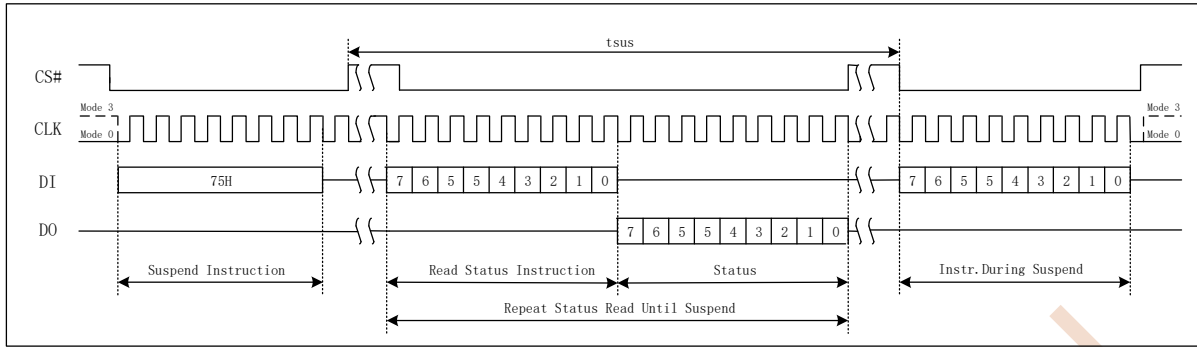 tsus
CS#
Mode 3
CLK
Mode 0
Mode 3
Mode 0
DI
75H
7 6 5 5 4 3 2 1 0
7 6 5 5 4 3 2 1 0
DO
7 6 5 5 4 3 2 1 0
Suspend Instruction
Read Status Instruction
Status
Instr.During Suspend
Repeat Status Read Until Suspend